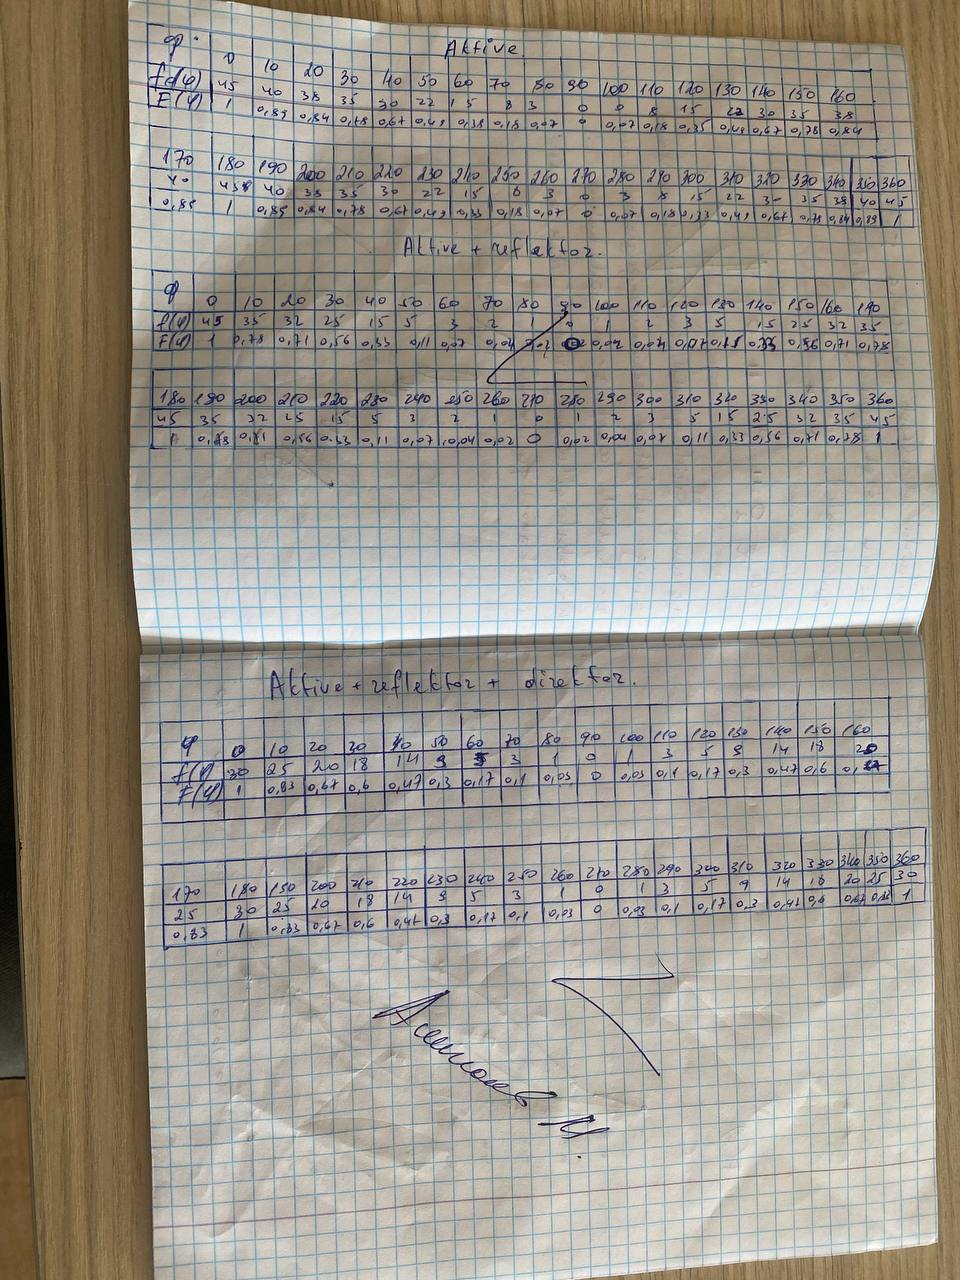 Aktive
φ 0 10 20 30 40 50 60 70 80 90 100 110 120 130 140 150 160
fd(φ) 45 40 38 35 30 22 15 8 3 0 0 8 15 22 30 35 38
F(φ) 1 0,89 0,84 0,78 0,67 0,49 0,38 0,18 0,07 0 0,07 0,18 0,35 0,49 0,67 0,78 0,84
170 180 190 200 210 220 230 240 250 260 270 280 290 300 310 320 330 340 350 360
40 45 40 38 35 30 22 15 8 3 0 3 8 15 22 30 35 38 40 45
0,85 1 0,85 0,84 0,78 0,67 0,49 0,33 0,18 0,07 0 0,07 0,18 0,33 0,49 0,67 0,78 0,84 0,89 1
Aktive + reflektor.
φ 0 10 20 30 40 50 60 70 80 90 100 110 120 130 140 150 160 170
f(φ) 45 35 32 25 15 5 3 2 1 0 1 2 3 5 15 25 32 35
F(φ) 1 0,78 0,71 0,56 0,33 0,11 0,07 0,04 0,02 0,02 0,04 0,07 0,56 0,71 0,78
180 190 200 210 220 230 240 250 260 270 280 290 300 310 320 330 340 350 360
45 35 32 25 15 5 3 2 1 0 1 2 3 5 15 25 32 35 45
1 0,71 0,56 0,33 0,11 0,07 0,04 0,02 0 0,02 0,04 0,07 0,11 0,33 0,56 0,71 0,78 1
Aktive + reflektor + direktor.
φ 0 10 20 30 40 50 60 70 80 90 100 110 120 130 140 150 160
f(φ) 30 25 20 18 14 9 5 3 1 0 1 3 5 9 14 18 20
F(φ) 1 0,83 0,67 0,6 0,47 0,3 0,17 0,1 0,03 0 0,03 0,1 0,17 0,3 0,47 0,6
170 180 190 200 210 220 230 240 250 260 270 280 290 300 310 320 330 340 350 360
25 30 25 20 18 14 9 5 3 1 0 1 3 5 9 14 18 20 25 30
0,83 1 0,83 0,67 0,6 0,47 0,3 0,17 0,1 0,03 0 0,03 0,1 0,17 0,3 0,47 0,6 0,67 0,83 1